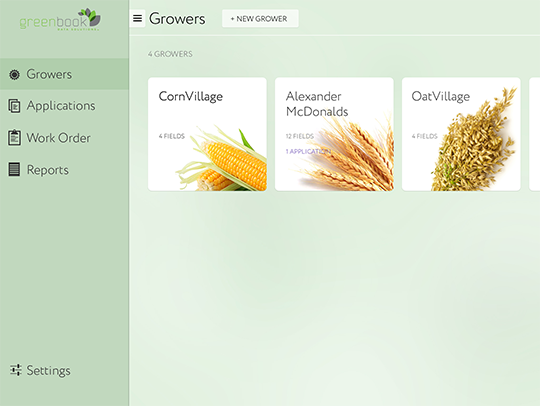 greenbook
DATA SOLUTIONS
Growers
Applications
Work Order
Reports
Settings
Growers
+ NEW GROWER
4 GROWERS
CornVillage
4 FIELDS
Alexander
McDonalds
12 FIELDS
1 APPLICATION
OatVillage
4 FIELDS